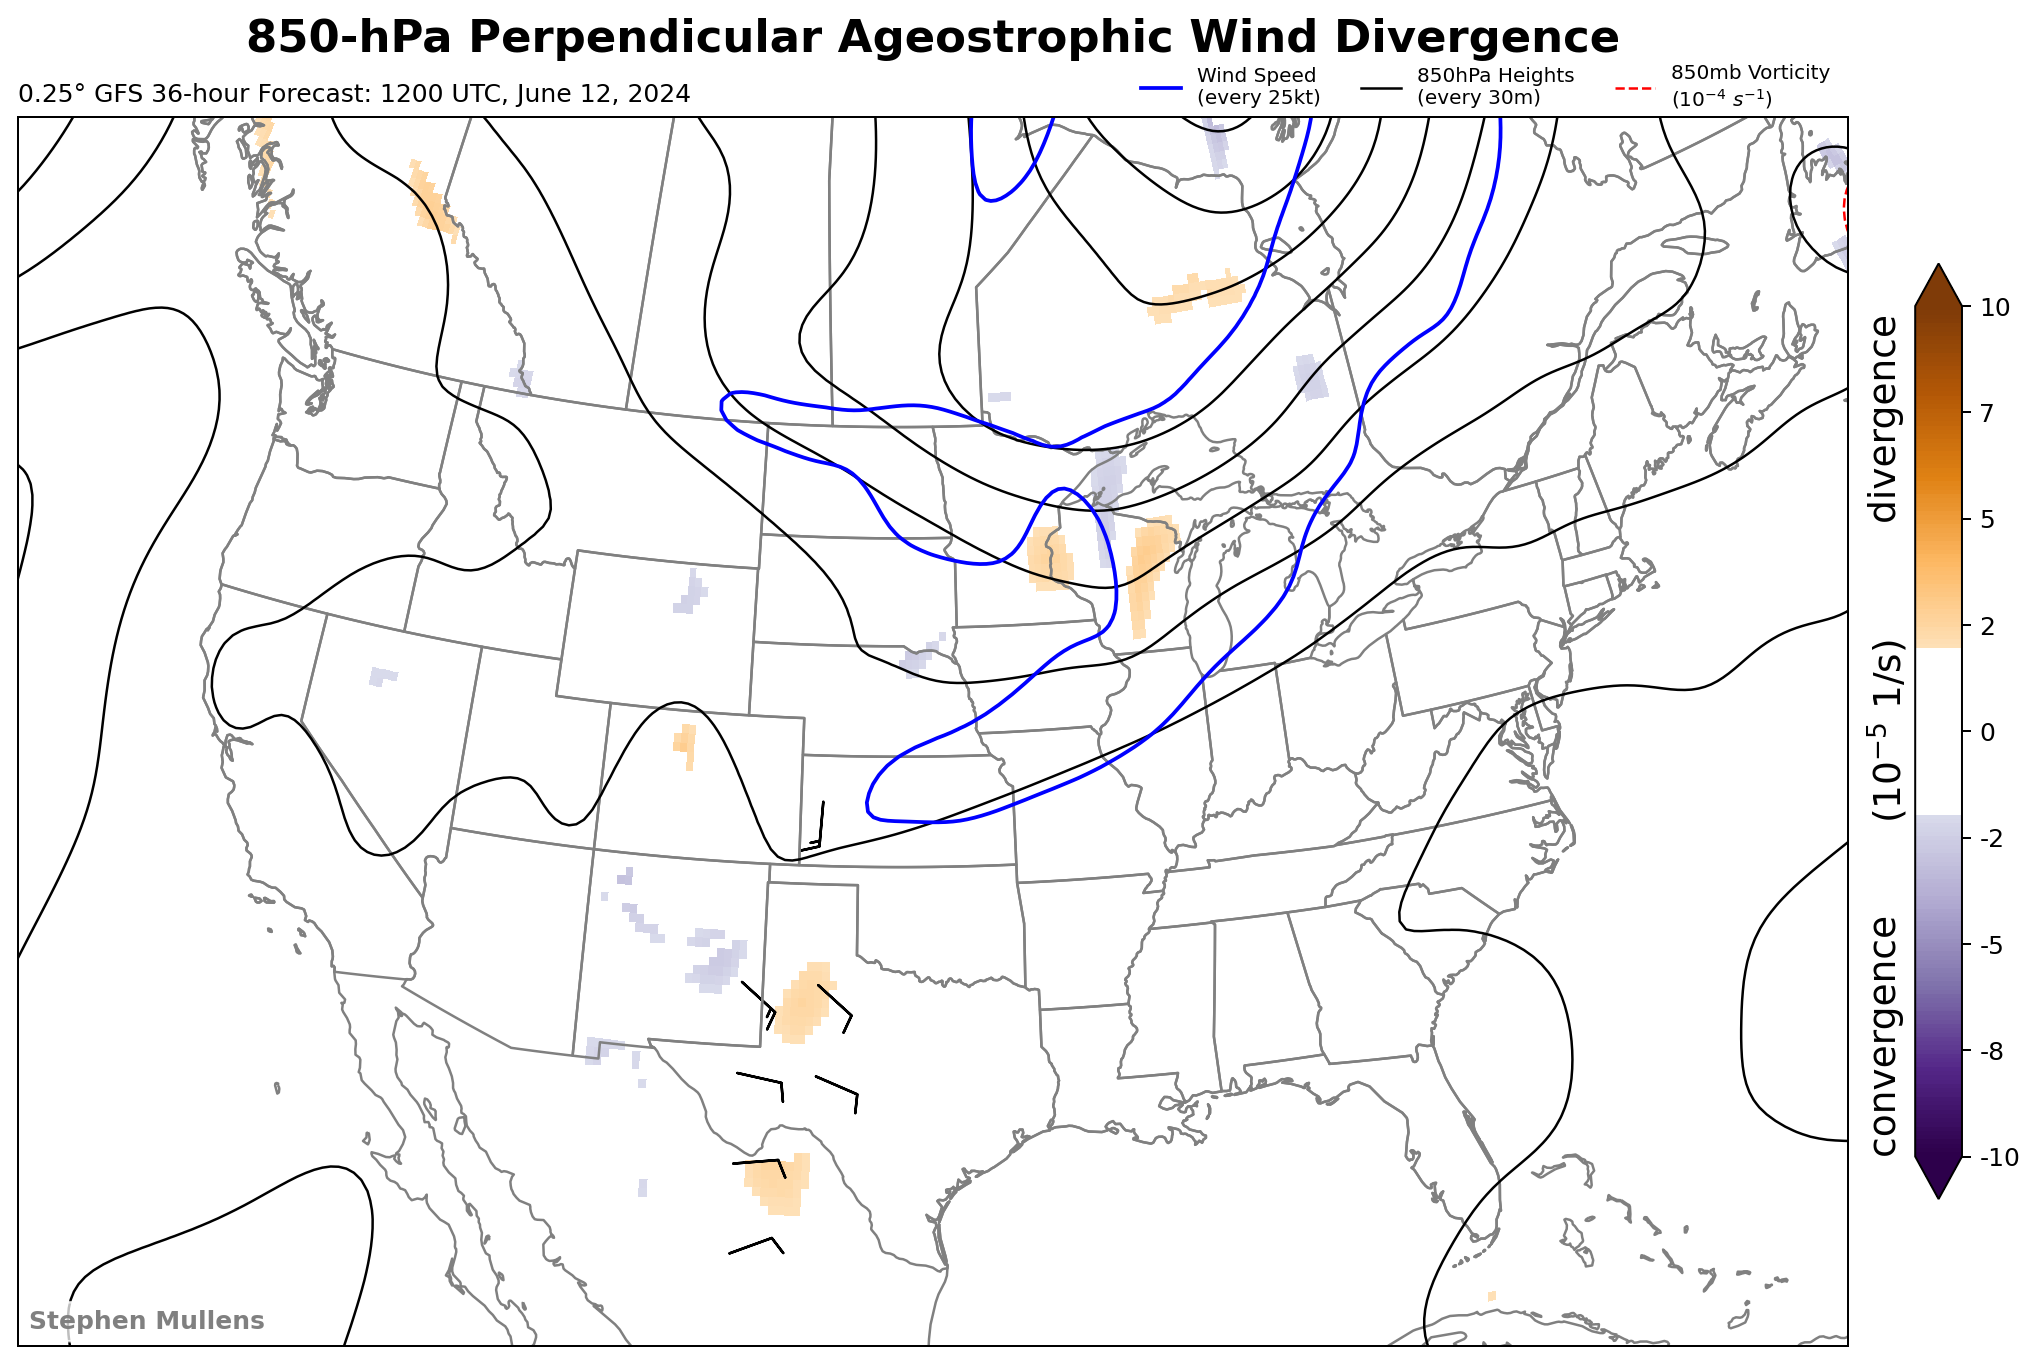 850-hPa Perpendicular Ageostrophic Wind Divergence
0.25° GFS 36-hour Forecast: 1200 UTC, June 12, 2024
Wind Speed
(every 25kt)
850hPa Heights
(every 30m)
850mb Vorticity
(10⁻⁴ s⁻¹)
10
7
5
2
0
-2
-5
-8
-10
convergence (10⁻⁵ 1/s) divergence
Stephen Mullens